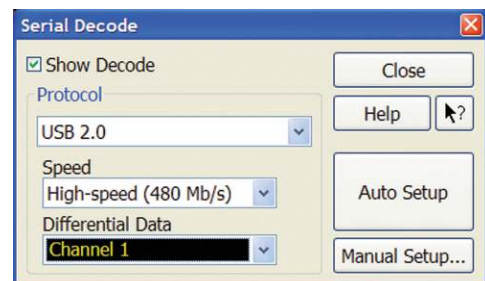 Serial Decode
Show Decode
Protocol
USB 2.0
Speed
High-speed (480 Mb/s)
Differential Data
Channel 1
Close
Help
?
Auto Setup
Manual Setup...